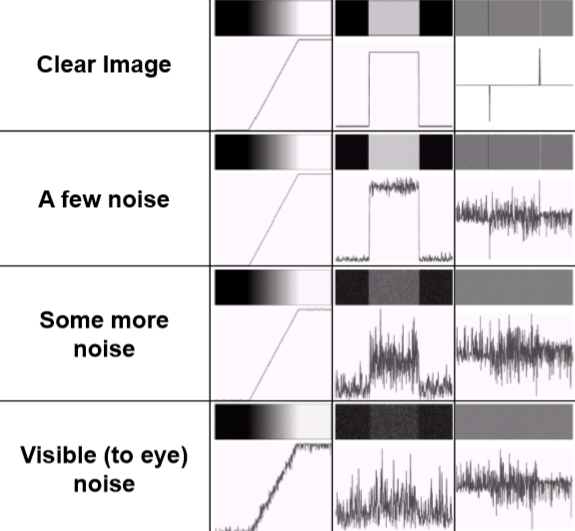 Clear Image
A few noise
Some more
noise
Visible (to eye)
noise